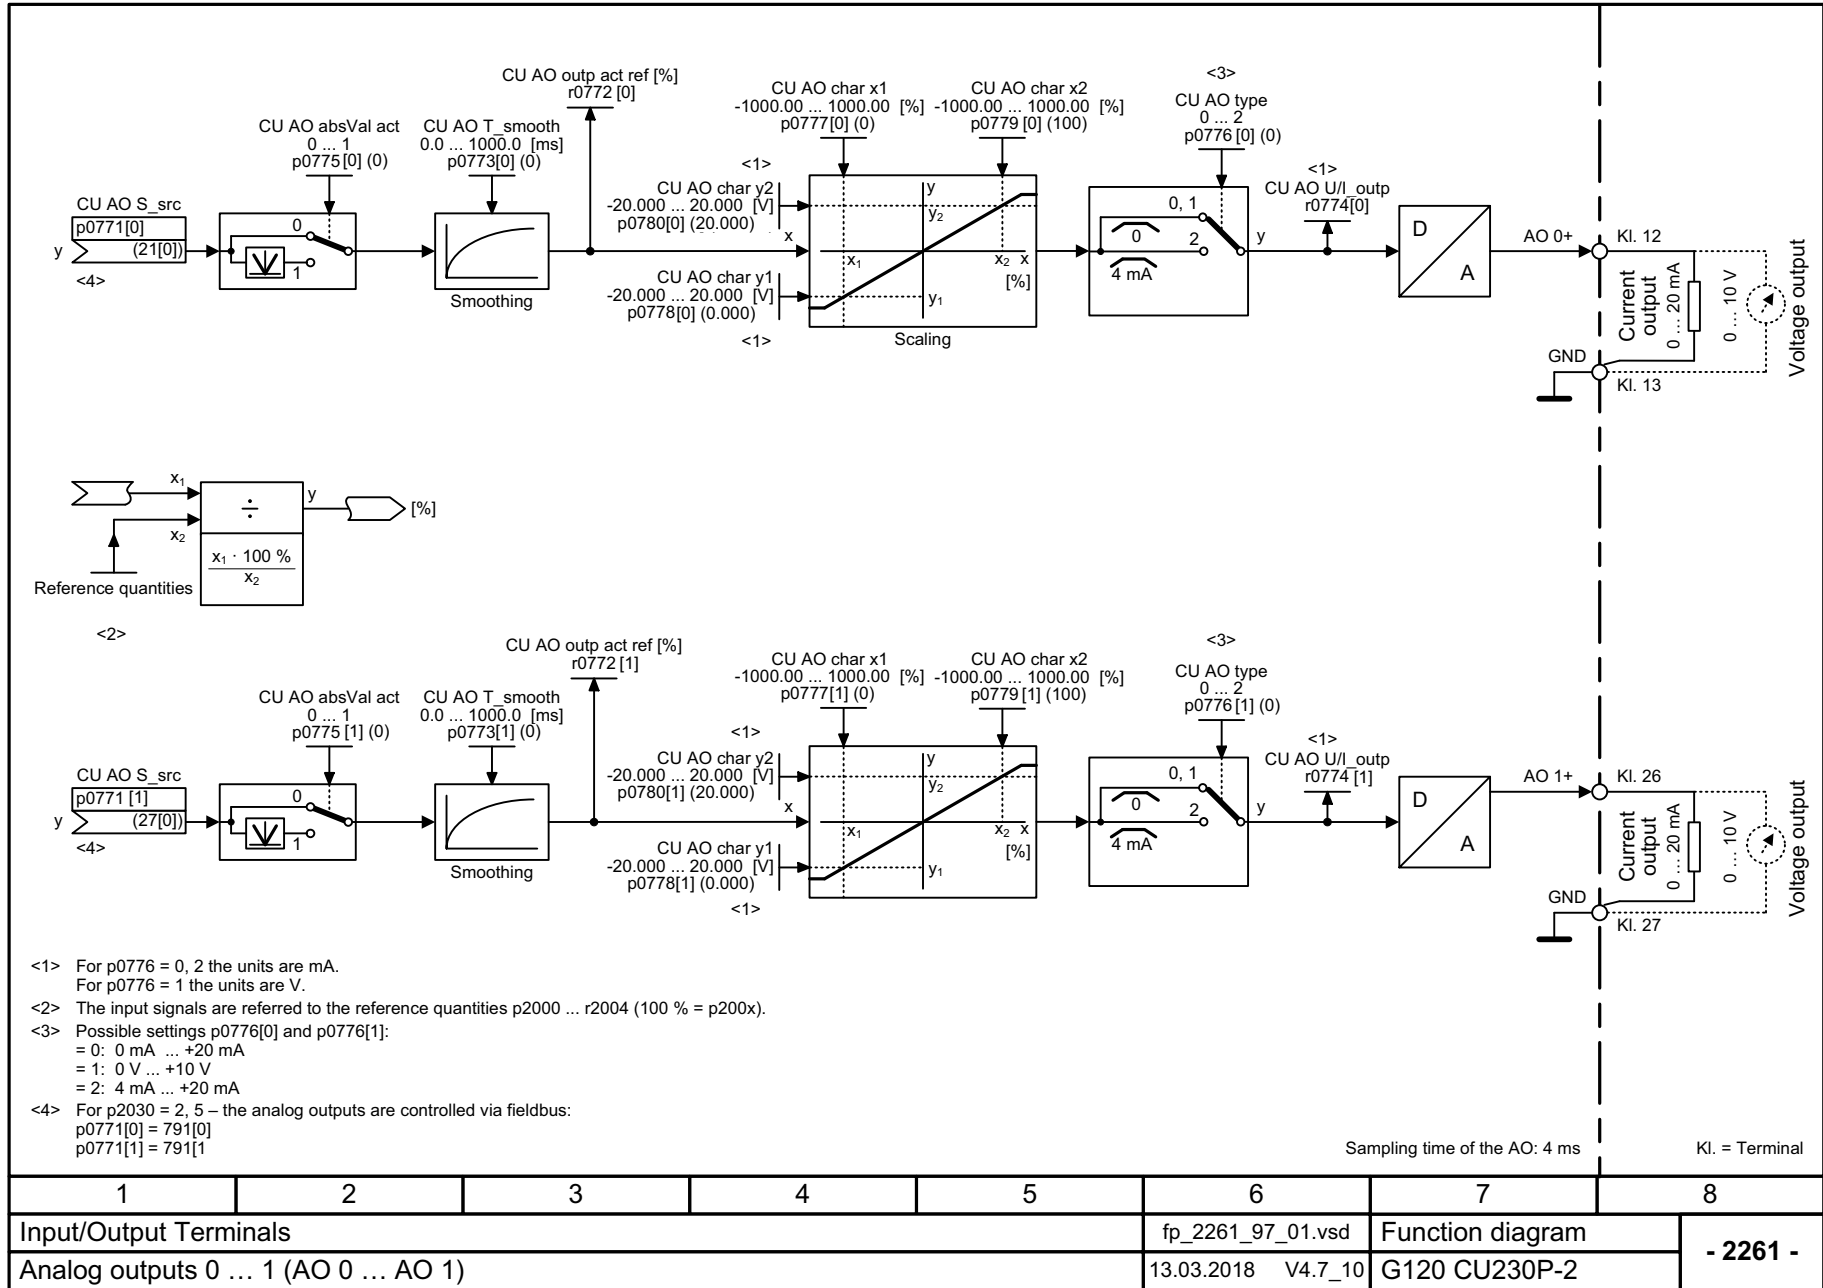 CU AO S_src
p0771[0]
(21[0])
y
<4>
CU AO absVal act
0 ... 1
p0775[0] (0)
0
1
CU AO T_smooth
0.0 ... 1000.0 [ms]
p0773[0] (0)
Smoothing
CU AO outp act ref [%]
r0772 [0]
CU AO char x1
-1000.00 ... 1000.00 [%]
p0777[0] (0)
CU AO char x2
-1000.00 ... 1000.00 [%]
p0779 [0] (100)
<1>
CU AO char y2
-20.000 ... 20.000 [V]
p0780[0] (20.000)
x
CU AO char y1
-20.000 ... 20.000 [V]
p0778[0] (0.000)
<1>
y
y2
x1
x2 x
[%]
y1
Scaling
<3>
CU AO type
0 ... 2
p0776[0] (0)
0, 1
0
2
4 mA
y
<1>
CU AO U/I_outp
r0774[0]
D
A
AO 0+
Kl. 12
Current output
0 ... 20 mA
0 ... 10 V
Voltage output
GND
Kl. 13
x1
x2
÷
y
[%]
x1 · 100 %
x2
Reference quantities
<2>
CU AO S_src
p0771 [1]
(27[0])
y
<4>
CU AO absVal act
0 ... 1
p0775 [1] (0)
0
1
CU AO T_smooth
0.0 ... 1000.0 [ms]
p0773[1] (0)
Smoothing
CU AO outp act ref [%]
r0772 [1]
CU AO char x1
-1000.00 ... 1000.00 [%]
p0777[1] (0)
CU AO char x2
-1000.00 ... 1000.00 [%]
p0779 [1] (100)
<1>
CU AO char y2
-20.000 ... 20.000 [V]
p0780[1] (20.000)
x
CU AO char y1
-20.000 ... 20.000 [V]
p0778[1] (0.000)
<1>
y
y2
x1
x2 x
[%]
y1
<3>
CU AO type
0 ... 2
p0776 [1] (0)
0, 1
0
2
4 mA
y
<1>
CU AO U/I_outp
r0774 [1]
D
A
AO 1+
Kl. 26
Current output
0 ... 20 mA
0 ... 10 V
Voltage output
GND
Kl. 27
<1> For p0776 = 0, 2 the units are mA.
For p0776 = 1 the units are V.
<2> The input signals are referred to the reference quantities p2000 ... r2004 (100 % = p200x).
<3> Possible settings p0776[0] and p0776[1]:
= 0: 0 mA ... +20 mA
= 1: 0 V ... +10 V
= 2: 4 mA ... +20 mA
<4> For p2030 = 2, 5 – the analog outputs are controlled via fieldbus:
p0771[0] = 791[0]
p0771[1] = 791[1
Sampling time of the AO: 4 ms
Kl. = Terminal
1 2 3 4 5 6 7 8
Input/Output Terminals
fp_2261_97_01.vsd
Function diagram
- 2261 -
Analog outputs 0 ... 1 (AO 0 ... AO 1)
13.03.2018 V4.7_10
G120 CU230P-2